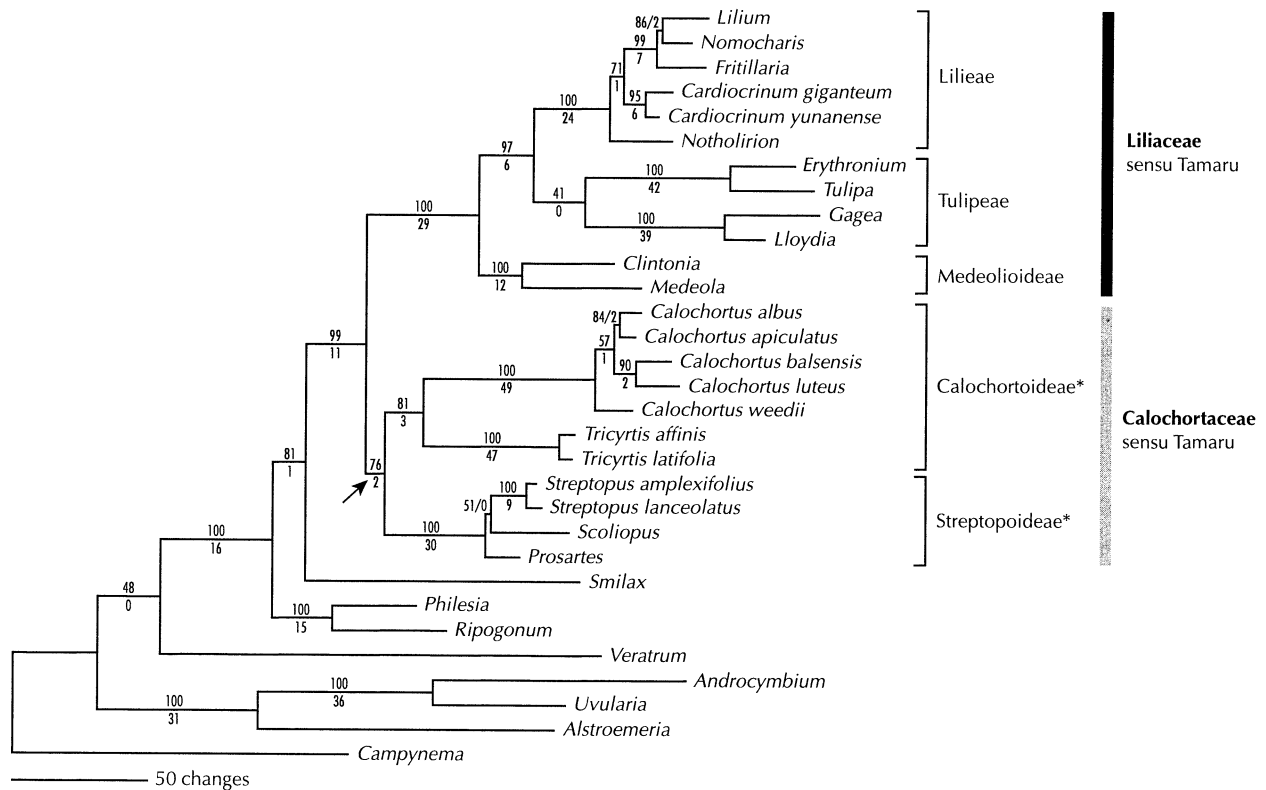 86/2
Lilium
99
Nomocharis
7
Fritillaria
71
1
95
Cardiocrinum giganteum
Lilieae
6
Cardiocrinum yunanense
100
24
Notholirion
Liliaceae
sensu Tamaru
97
6
Erythronium
100
42
Tulipa
41
0
Tulipeae
Gagea
100
39
Lloydia
100
29
Clintonia
100
12
Medeola
Medeolioideae
84/2
Calochortus albus
57
1
Calochortus apiculatus
90
2
Calochortus balsensis
Calochortus luteus
Calochortoideae*
99
11
100
49
Calochortus weedii
Calochortaceae
sensu Tamaru
81
3
Tricyrtis affinis
100
47
Tricyrtis latifolia
81
1
76
2
100
9
Streptopus amplexifolius
51/0
Streptopus lanceolatus
Streptopoideae*
Scoliopus
100
30
Prosartes
100
16
Smilax
48
0
Philesia
100
15
Ripogonum
Veratrum
Androcymbium
100
36
Uvularia
100
31
Alstroemeria
Campynema
50 changes